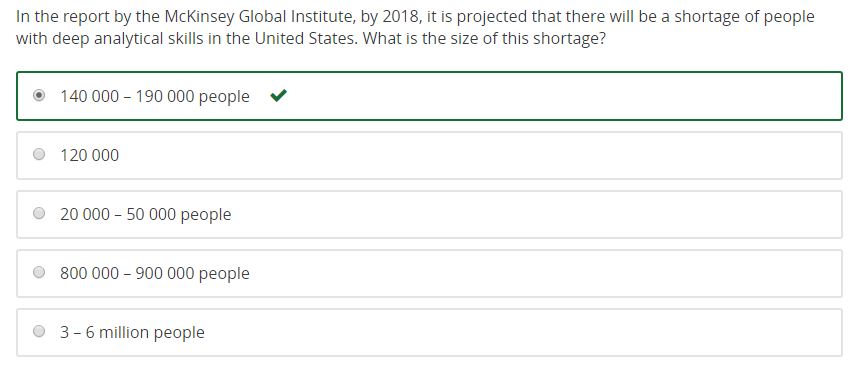 In the report by the McKinsey Global Institute, by 2018, it is projected that there will be a shortage of people
with deep analytical skills in the United States. What is the size of this shortage?
140 000 – 190 000 people
120 000
20 000 – 50 000 people
800 000 – 900 000 people
3 – 6 million people